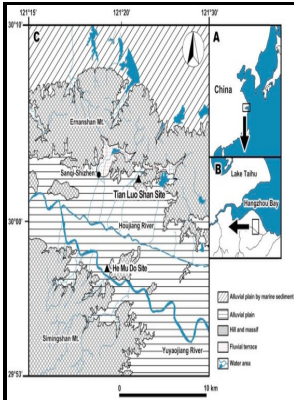 121°15'
121°20'
121°30'
30°10'
C
Ernanshan Mt.
Sanqi-Shizhen
Tian Luo Shan Site
30°00'
Houjiang River
He Mu Do Site
Simingshan Mt.
Yuyaojiang River
29°53'
0
10 km
A
China
B
Lake Taihu
Hangzhou Bay
Alluvial plain by marine sediment
Alluvial plain
Hill and massif
Fluvial terrace
Water area